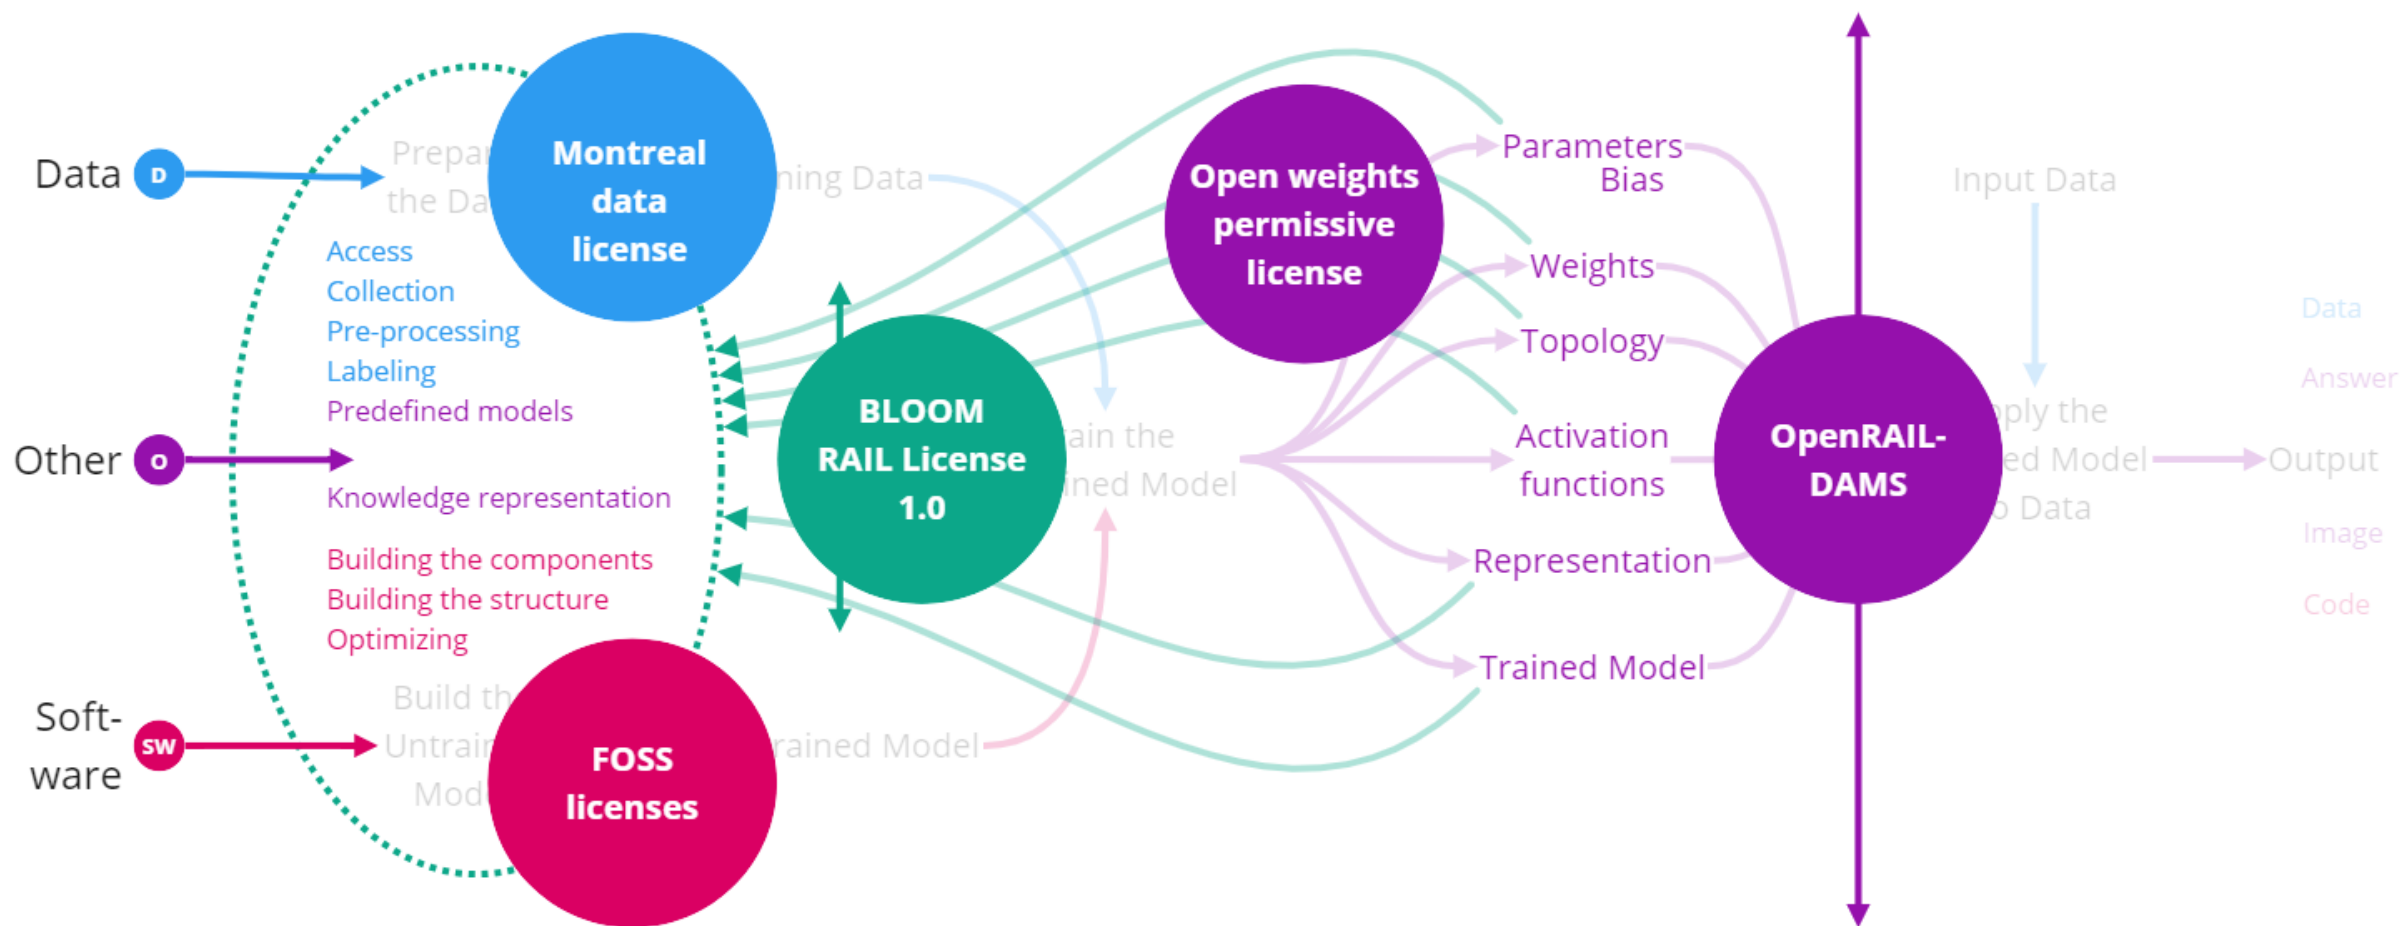 Data
D
Prepar
the Da
Montreal
data
license
ning Data
Access
Collection
Pre-processing
Labeling
Predefined models
Other
O
Knowledge representation
Building the components
Building the structure
Optimizing
Soft-
ware
SW
Build th
Untrain
Mod
FOSS
licenses
rained Model
BLOOM
RAIL License
1.0
ain the
ined Model
Open weights
permissive
license
Parameters
Bias
Weights
Topology
Activation
functions
Representation
Trained Model
OpenRAIL-
DAMS
Input Data
pply the
ed Model
o Data
Output
Data
Answer
Image
Code